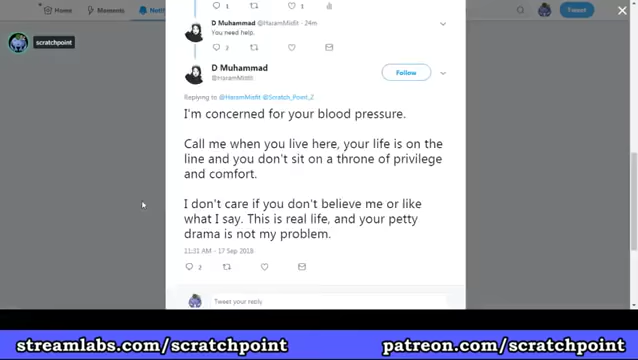 Home Moments Tweet
scratchpoint
1 1
D Muhammad @HaramMisfit · 24m
You need help.
2
D Muhammad
@HaramMisfit
Follow
Replying to @HaramMisfit @Scratch_Point_Z
I'm concerned for your blood pressure.
Call me when you live here, your life is on the
line and you don't sit on a throne of privilege
and comfort.
I don't care if you don't believe me or like
what I say. This is real life, and your petty
drama is not my problem.
11:31 AM - 17 Sep 2018
2
Tweet your reply
streamlabs.com/scratchpoint patreon.com/scratchpoint